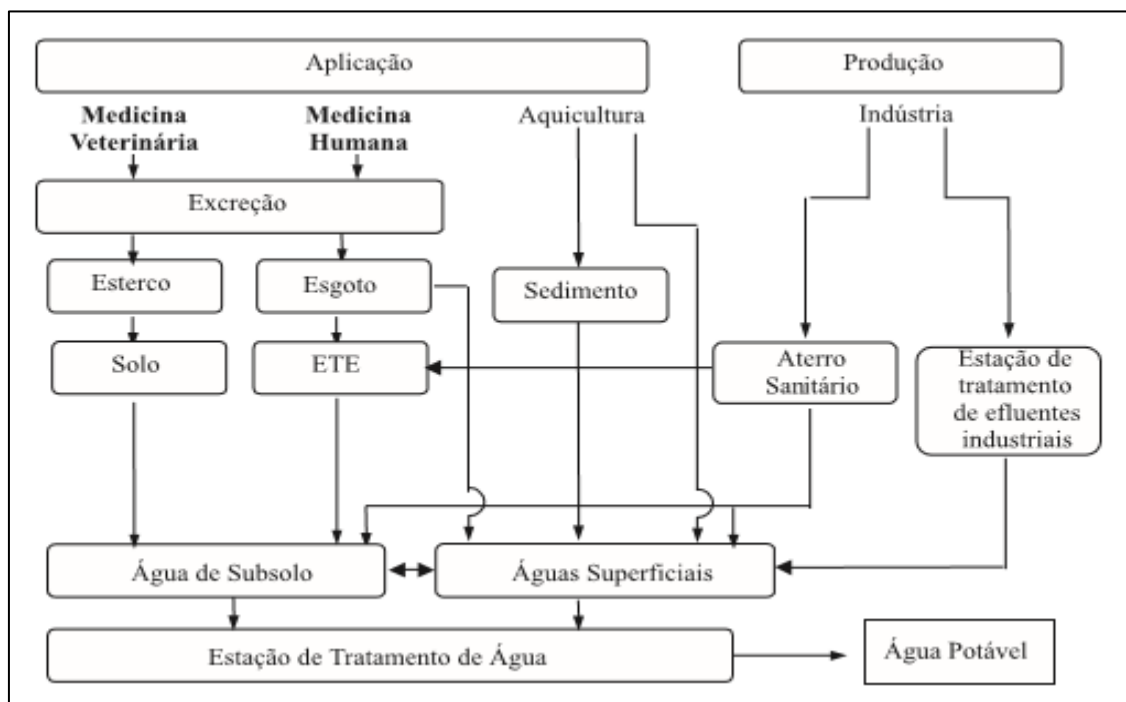 Aplicação
Produção
Medicina
Veterinária
Medicina
Humana
Aquicultura
Indústria
Excreção
Esterco
Esgoto
Sedimento
Solo
ETE
Aterro
Sanitário
Estação de
tratamento
de efluentes
industriais
Água de Subsolo
Águas Superficiais
Estação de Tratamento de Água
Água Potável